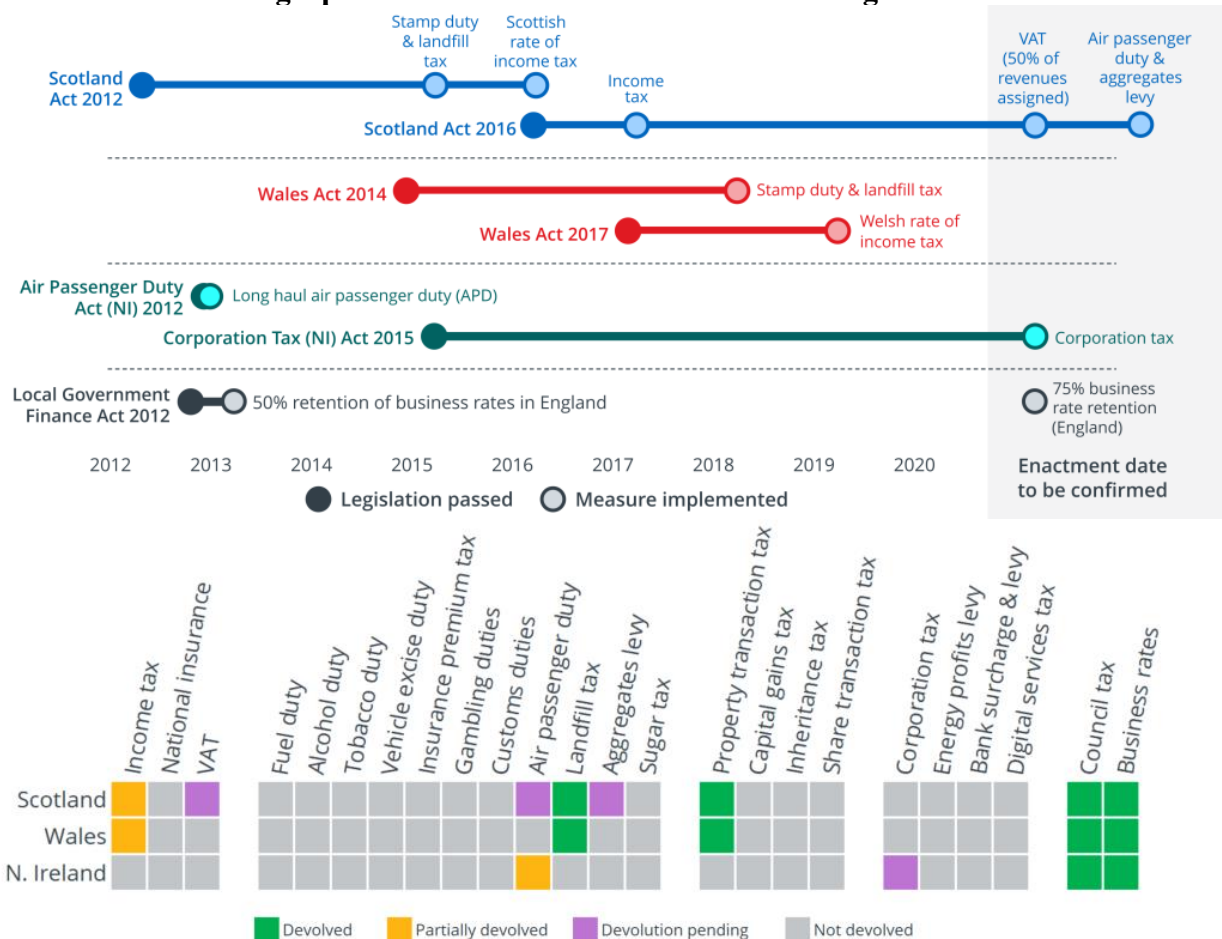 Stamp duty
& landfill
tax
Scottish
rate of
income tax
VAT
(50% of
revenues
assigned)
Air passenger
duty &
aggregates
levy
Scotland
Act 2012
Income
tax
Scotland Act 2016
Wales Act 2014
Stamp duty & landfill tax
Wales Act 2017
Welsh rate of
income tax
Air Passenger Duty
Act (NI) 2012
Long haul air passenger duty (APD)
Corporation Tax (NI) Act 2015
Corporation tax
Local Government
Finance Act 2012
50% retention of business rates in England
75% business
rate retention
(England)
2012 2013 2014 2015 2016 2017 2018 2019 2020
Enactment date
to be confirmed
Legislation passed
Measure implemented
Income tax
National insurance
VAT
Fuel duty
Alcohol duty
Tobacco duty
Vehicle excise duty
Insurance premium tax
Gambling duties
Customs duties
Air passenger duty
Landfill tax
Aggregates levy
Sugar tax
Property transaction tax
Capital gains tax
Inheritance tax
Share transaction tax
Corporation tax
Energy profits levy
Bank surcharge & levy
Digital services tax
Council tax
Business rates
Scotland
Wales
N. Ireland
Devolved
Partially devolved
Devolution pending
Not devolved